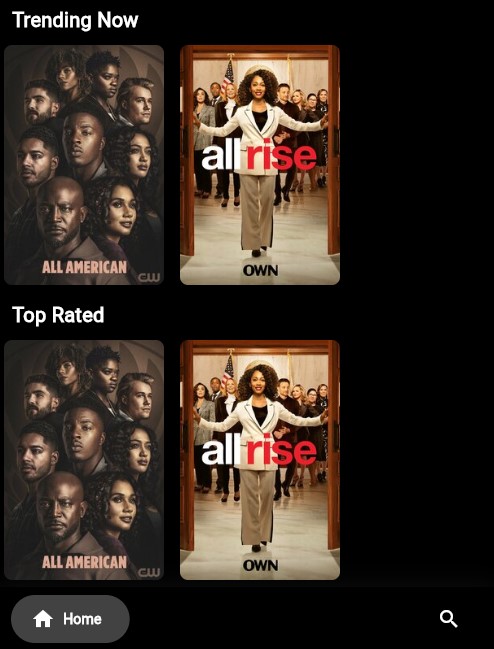 Trending Now
ALL AMERICAN
CW
all rise
OWN
Top Rated
ALL AMERICAN
CW
all rise
OWN
Home